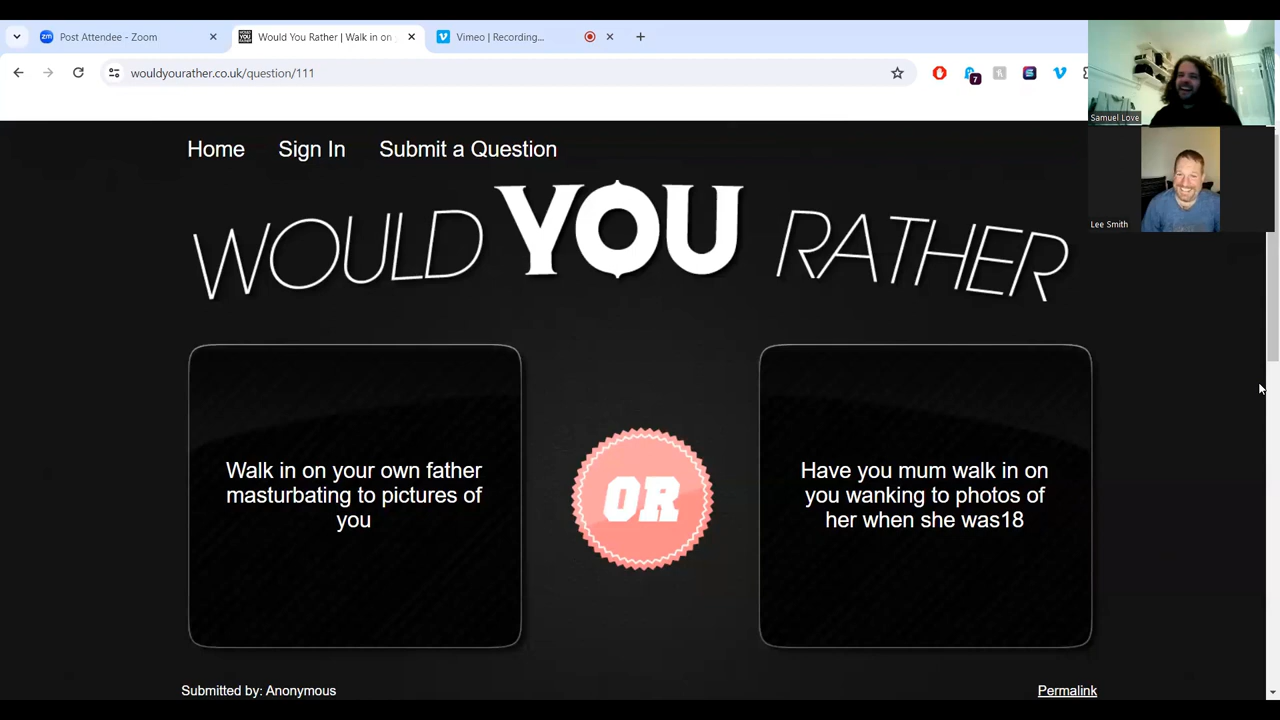 Post Attendee - Zoom
Would You Rather | Walk in on
Vimeo | Recording...
wouldyourather.co.uk/question/111
7
Samuel Love
Lee Smith
Home Sign In Submit a Question
WOULD YOU RATHER
Walk in on your own father
masturbating to pictures of
you
OR
Have you mum walk in on
you wanking to photos of
her when she was18
Submitted by: Anonymous
Permalink